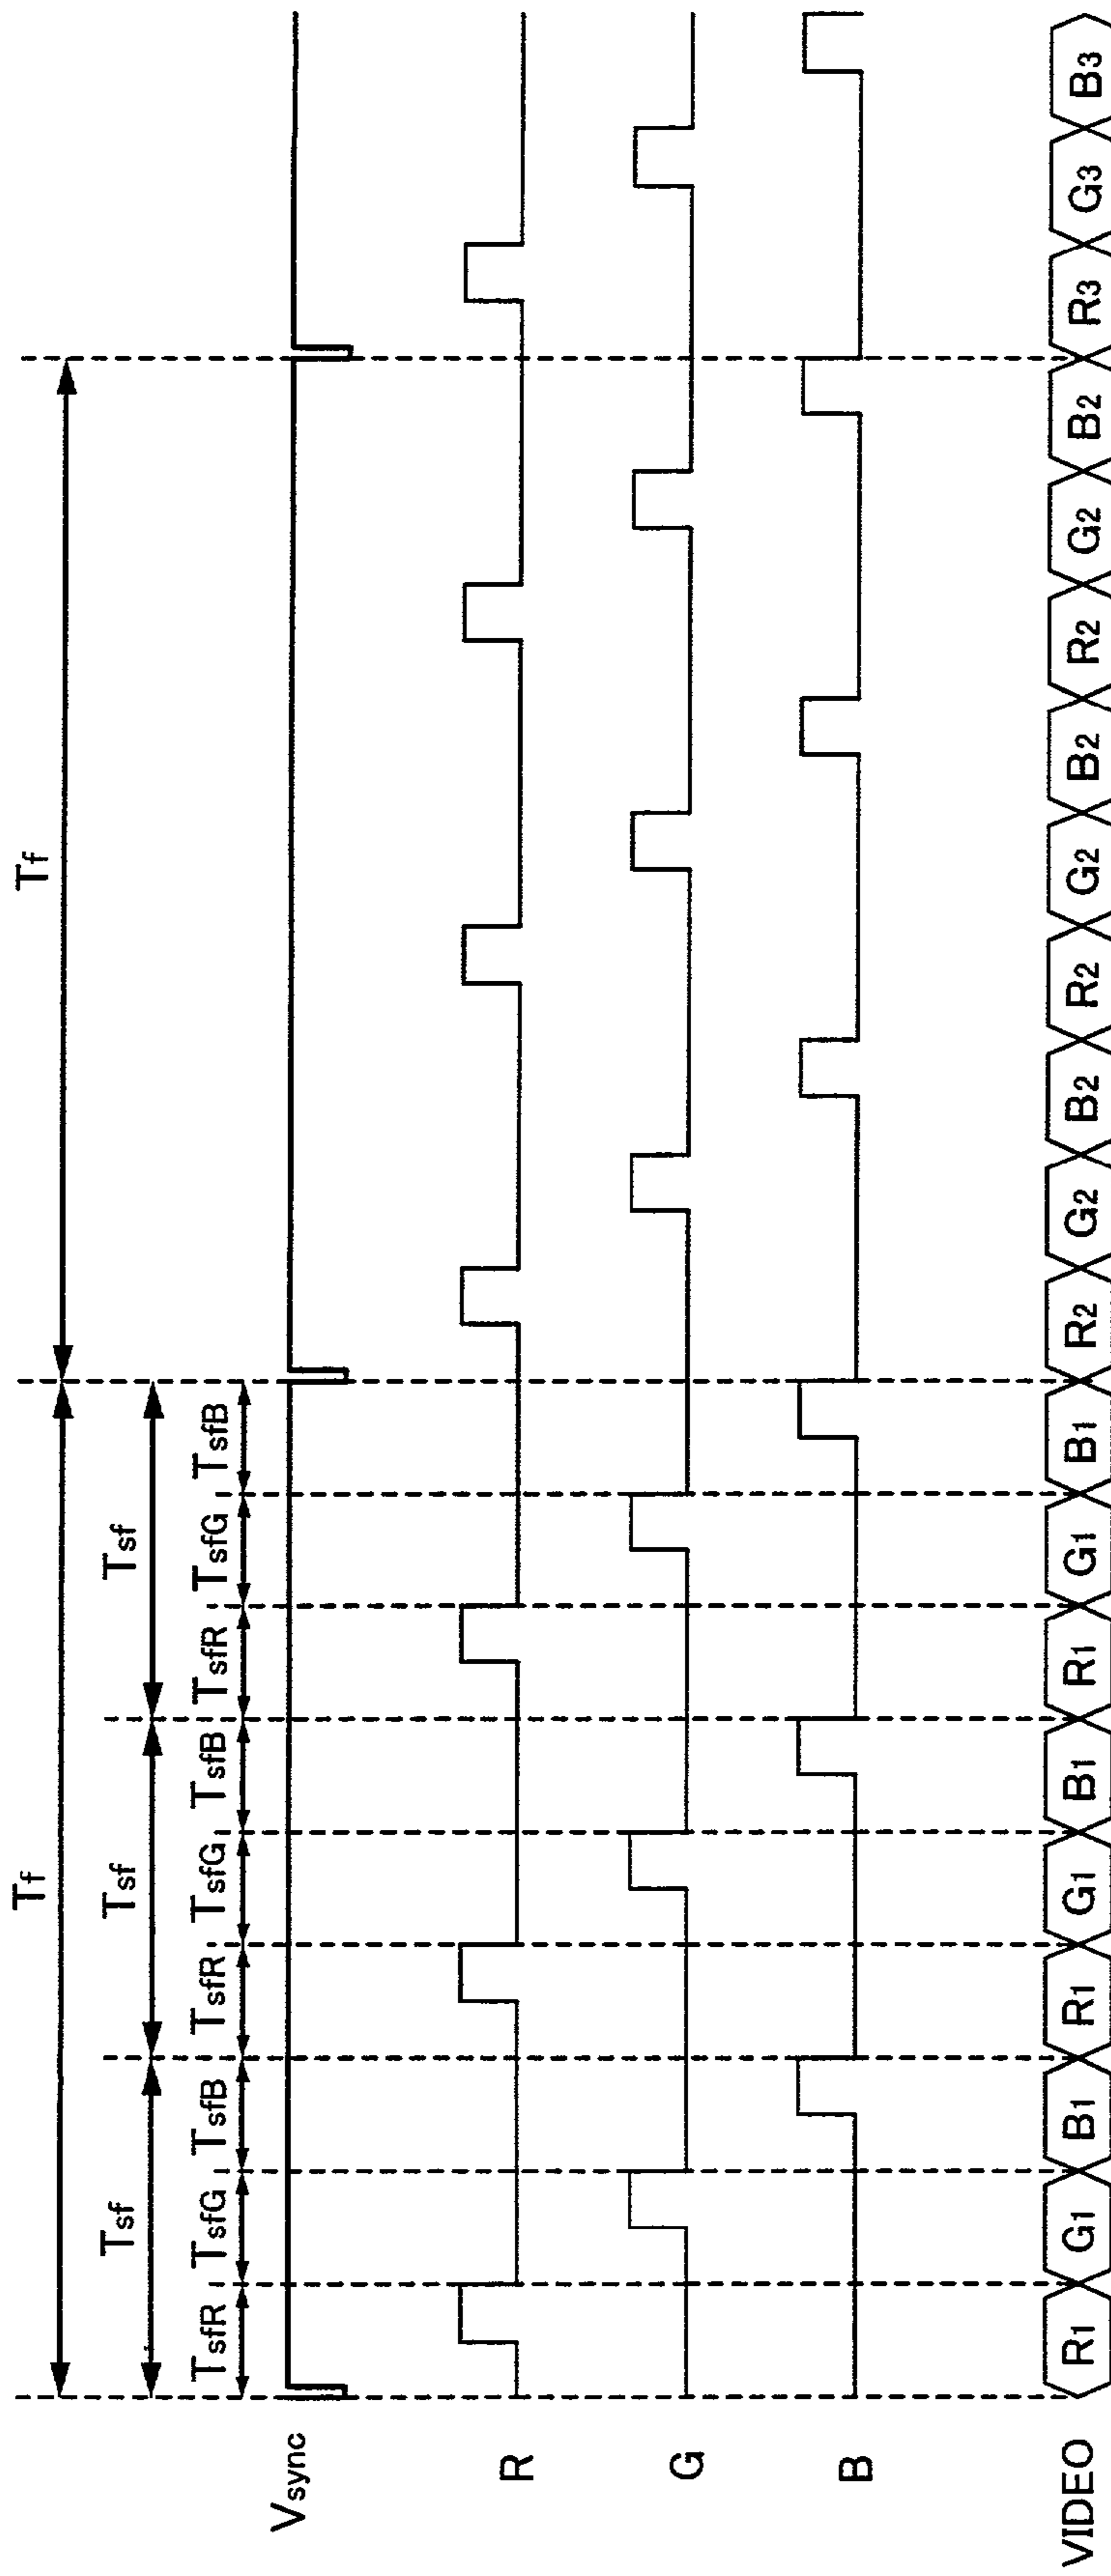 Tf Tf
Tsf Tsf Tsf
TsfR TsfG TsfB TsfR TsfG TsfB TsfR TsfG TsfB
Vsync
R
G
B
VIDEO R1 G1 B1 R1 G1 B1 R1 G1 B1 R2 G2 B2 R2 G2 B2 R2 G2 B2 R3 G3 B3